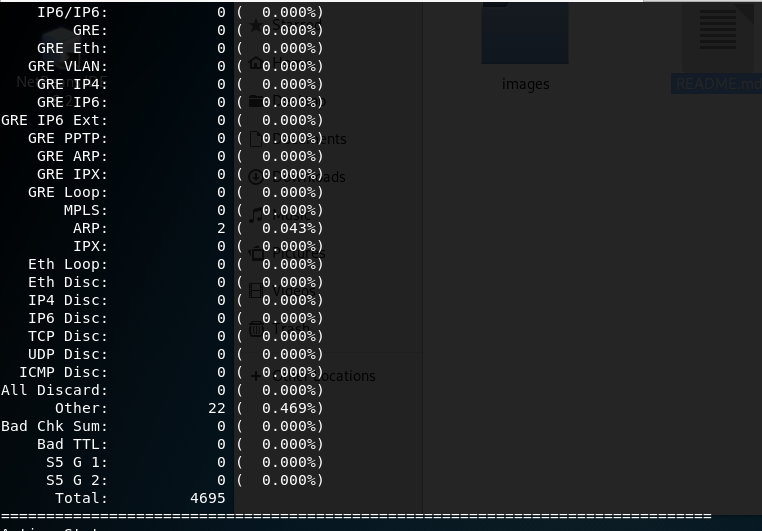 IP6/IP6: 0 ( 0.000%)
GRE: 0 ( 0.000%)
GRE Eth: 0 ( 0.000%)
GRE VLAN: 0 ( 0.000%)
GRE IP4: 0 ( 0.000%)
GRE IP6: 0 ( 0.000%)
GRE IP6 Ext: 0 ( 0.000%)
GRE PPTP: 0 ( 0.000%)
GRE ARP: 0 ( 0.000%)
GRE IPX: 0 ( 0.000%)
GRE Loop: 0 ( 0.000%)
MPLS: 0 ( 0.000%)
ARP: 2 ( 0.043%)
IPX: 0 ( 0.000%)
Eth Loop: 0 ( 0.000%)
Eth Disc: 0 ( 0.000%)
IP4 Disc: 0 ( 0.000%)
IP6 Disc: 0 ( 0.000%)
TCP Disc: 0 ( 0.000%)
UDP Disc: 0 ( 0.000%)
ICMP Disc: 0 ( 0.000%)
All Discard: 0 ( 0.000%)
Other: 22 ( 0.469%)
Bad Chk Sum: 0 ( 0.000%)
Bad TTL: 0 ( 0.000%)
S5 G 1: 0 ( 0.000%)
S5 G 2: 0 ( 0.000%)
Total: 4695
===============================================================================
images
README.md
Music
Pictures
Videos
Trash
+ Other Locations